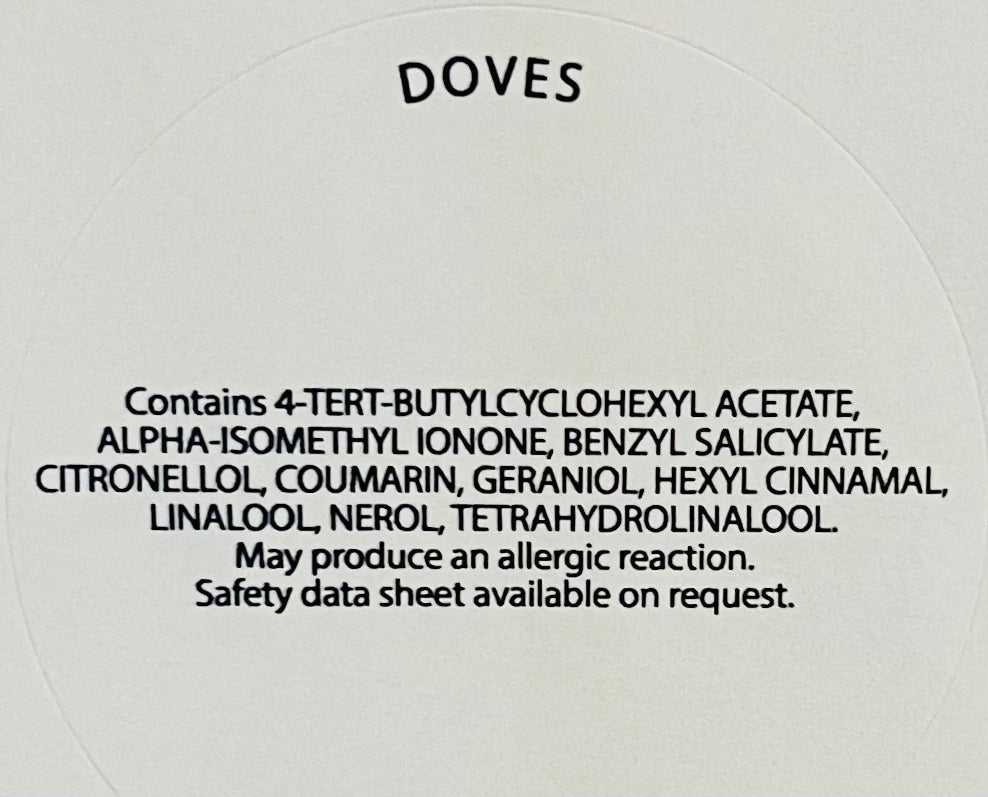 DOVES
Contains 4-TERT-BUTYLCYCLOHEXYL ACETATE,
ALPHA-ISOMETHYL IONONE, BENZYL SALICYLATE,
CITRONELLOL, COUMARIN, GERANIOL, HEXYL CINNAMAL,
LINALOOL, NEROL, TETRAHYDROLINALOOL.
May produce an allergic reaction.
Safety data sheet available on request.